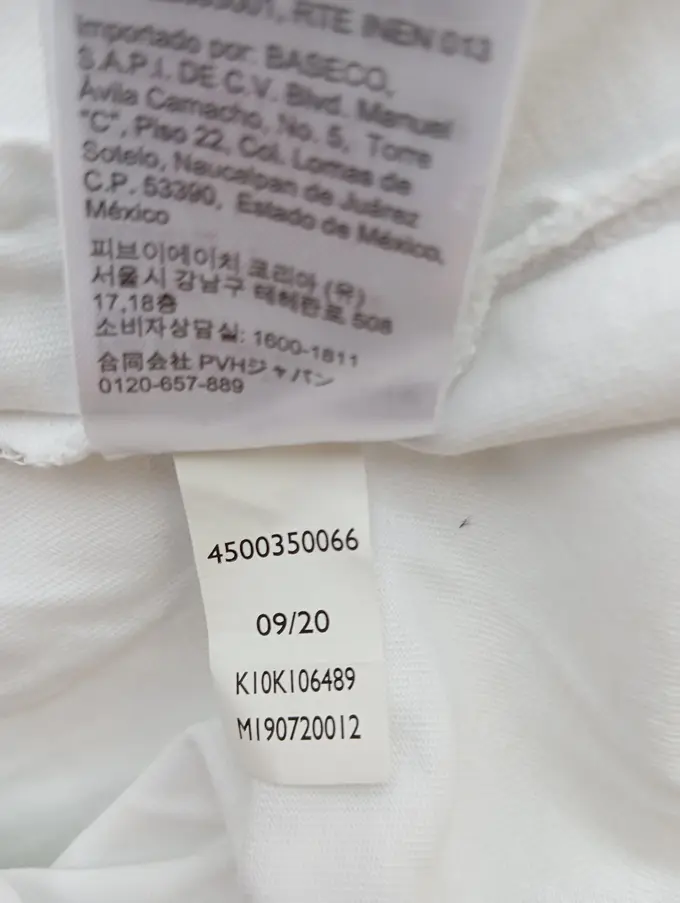 RTE INEN 013
Importado por: BASECO,
S.A.P.I. DE C.V. Blvd. Manuel
Ávila Camacho, No. 5, Torre
"C", Piso 22, Col. Lomas de
Sotelo, Naucalpan de Juárez
C.P. 53390, Estado de México,
México
피브이에이치 코리아 (유)
서울시 강남구 테헤란로 508
17,18층
소비자상담실: 1600-1811
合同会社 PVHジャパン
0120-657-889
4500350066
09/20
K10K106489
M190720012